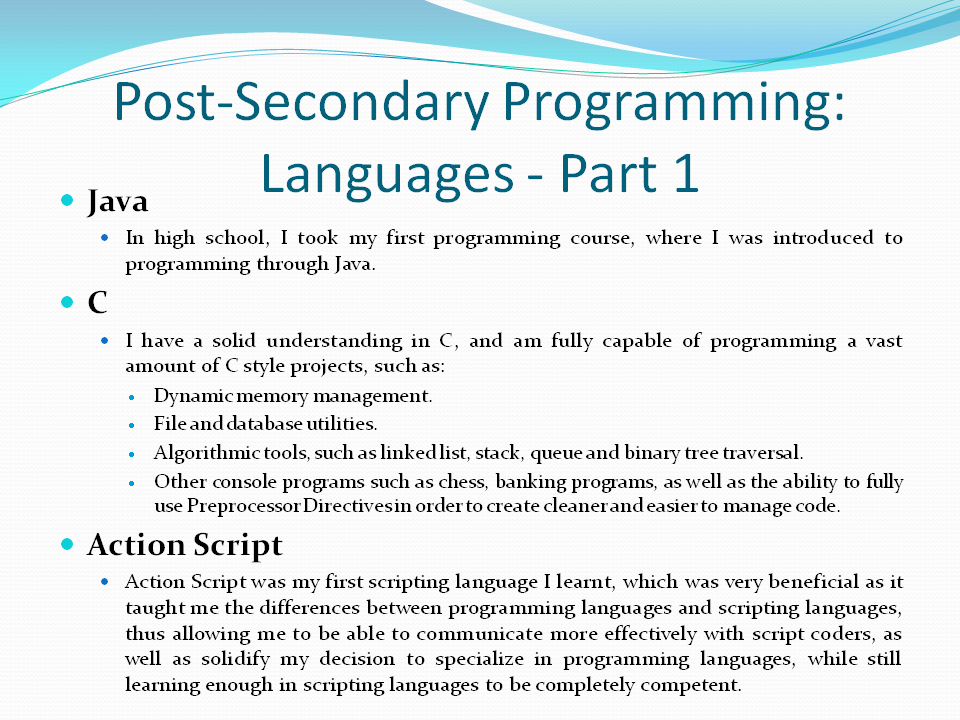 Post-Secondary Programming:
Languages - Part 1
Java
In high school, I took my first programming course, where I was introduced to
programming through Java.
C
I have a solid understanding in C, and am fully capable of programming a vast
amount of C style projects, such as:
Dynamic memory management.
File and database utilities.
Algorithmic tools, such as linked list, stack, queue and binary tree traversal.
Other console programs such as chess, banking programs, as well as the ability to fully
use Preprocessor Directives in order to create cleaner and easier to manage code.
Action Script
Action Script was my first scripting language I learnt, which was very beneficial as it
taught me the differences between programming languages and scripting languages,
thus allowing me to be able to communicate more effectively with script coders, as
well as solidify my decision to specialize in programming languages, while still
learning enough in scripting languages to be completely competent.